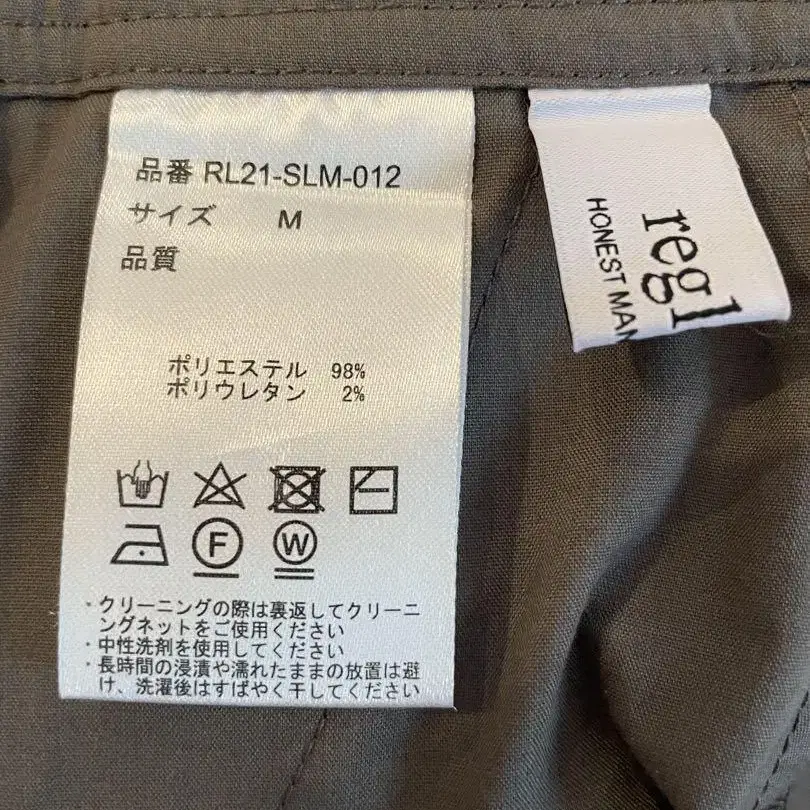 品番 RL21-SLM-012
サイズ M
品質
ポリエステル 98%
ポリウレタン 2%
F
W
・クリーニングの際は裏返してクリーニ
ングネットをご使用ください
・中性洗剤を使用してください
・長時間の浸漬や濡れたままの放置は避
け、洗濯後はすばやく干してください
regl
HONEST MAN